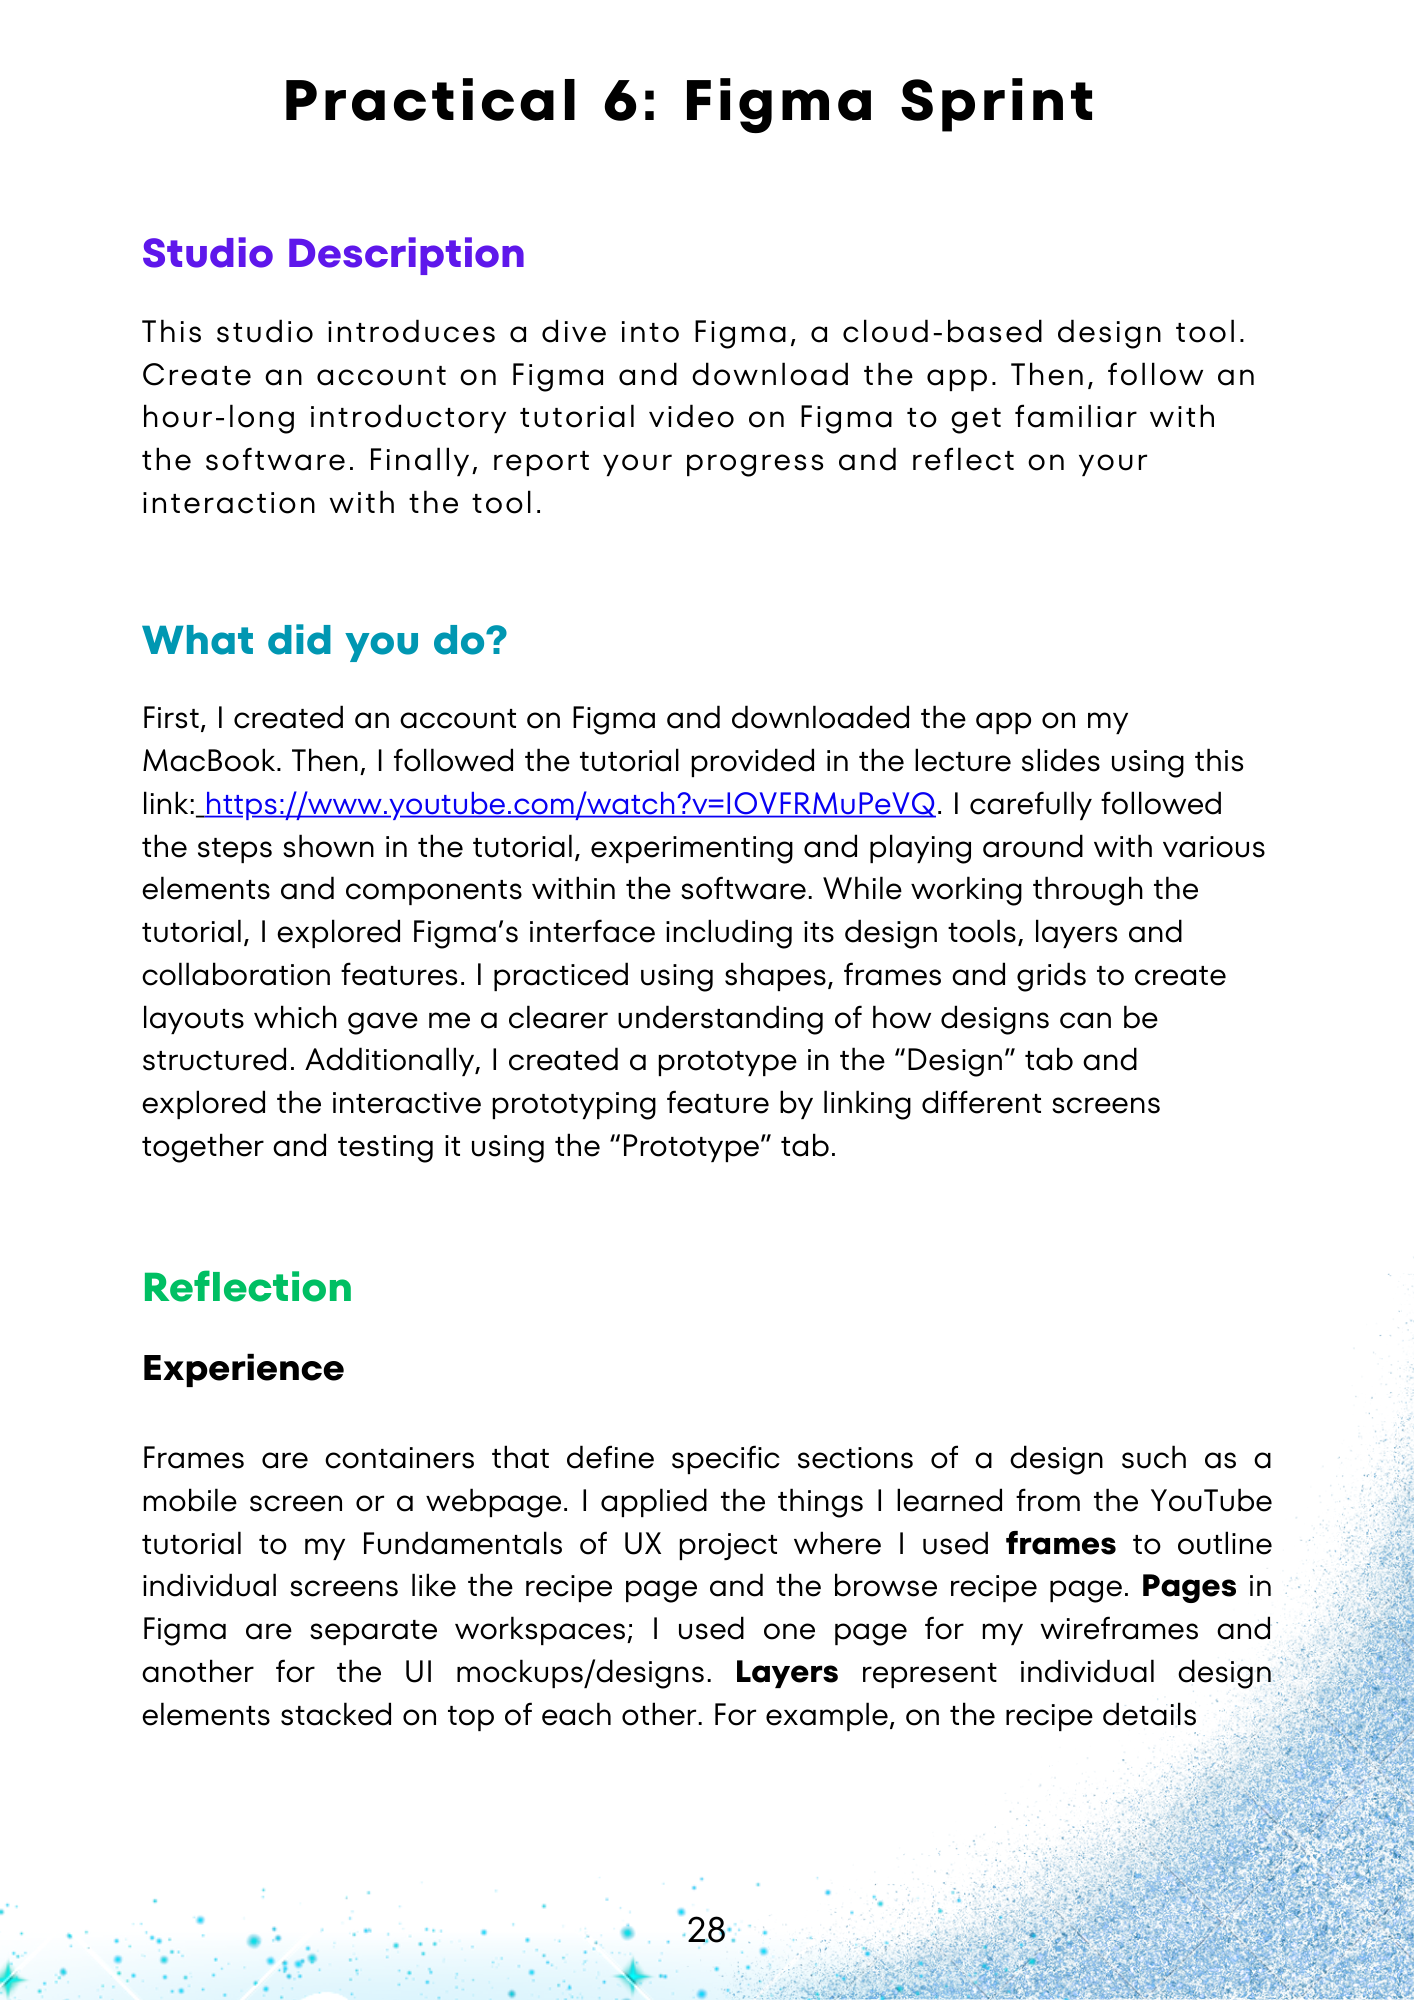 Practical 6: Figma Sprint
Studio Description
This studio introduces a dive into Figma, a cloud-based design tool.
Create an account on Figma and download the app. Then, follow an
hour-long introductory tutorial video on Figma to get familiar with
the software. Finally, report your progress and reflect on your
interaction with the tool.
What did you do?
First, I created an account on Figma and downloaded the app on my
MacBook. Then, I followed the tutorial provided in the lecture slides using this
link: https://www.youtube.com/watch?v=IOVFRMuPeVQ. I carefully followed
the steps shown in the tutorial, experimenting and playing around with various
elements and components within the software. While working through the
tutorial, I explored Figma’s interface including its design tools, layers and
collaboration features. I practiced using shapes, frames and grids to create
layouts which gave me a clearer understanding of how designs can be
structured. Additionally, I created a prototype in the “Design” tab and
explored the interactive prototyping feature by linking different screens
together and testing it using the “Prototype” tab.
Reflection
Experience
Frames are containers that define specific sections of a design such as a
mobile screen or a webpage. I applied the things I learned from the YouTube
tutorial to my Fundamentals of UX project where I used frames to outline
individual screens like the recipe page and the browse recipe page. Pages in
Figma are separate workspaces; I used one page for my wireframes and
another for the UI mockups/designs. Layers represent individual design
elements stacked on top of each other. For example, on the recipe details
28